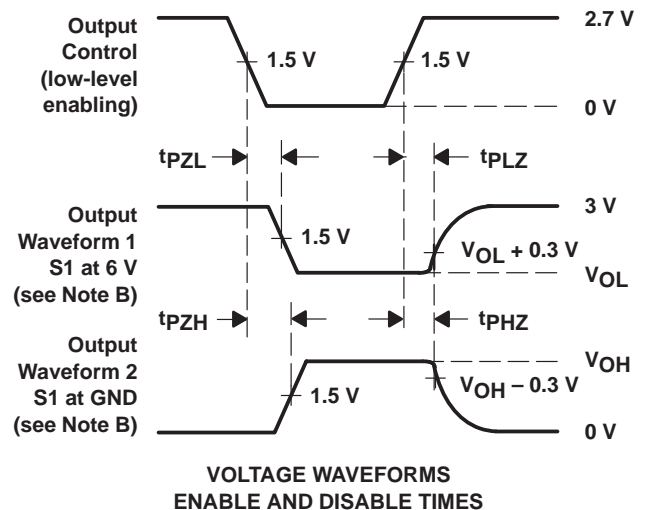 Output
Control
(low-level
enabling)
2.7 V
1.5 V
1.5 V
0 V
tPZL
tPLZ
Output
Waveform 1
S1 at 6 V
(see Note B)
3 V
1.5 V
VOL + 0.3 V
VOL
tPZH
tPHZ
Output
Waveform 2
S1 at GND
(see Note B)
VOH
1.5 V
VOH – 0.3 V
0 V
VOLTAGE WAVEFORMS
ENABLE AND DISABLE TIMES